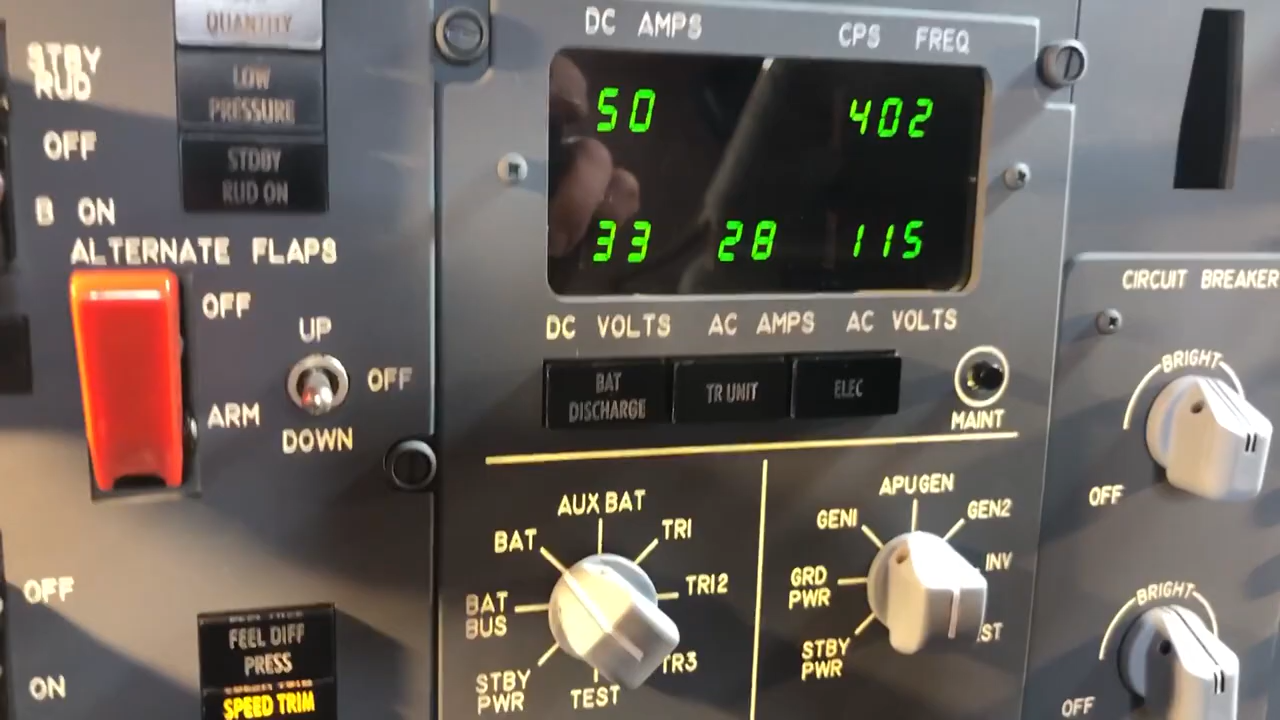 QUANTITY
STBY
RUD
LOW
PRESSURE
OFF
STDBY
RUD ON
B ON
ALTERNATE FLAPS
OFF
UP
OFF
ARM
DOWN
OFF
ON
FEEL DIFF
PRESS
SPEED TRIM
DC AMPS
CPS FREQ
50
402
33
28
115
DC VOLTS
AC AMPS
AC VOLTS
BAT
DISCHARGE
TR UNIT
ELEC
MAINT
AUX BAT
BAT
TR1
TR12
BAT
BUS
TR3
STBY
PWR
TEST
APU GEN
GEN1
GEN2
GRD
PWR
INV
ST
STBY
PWR
CIRCUIT BREAKER
BRIGHT
OFF
BRIGHT
OFF